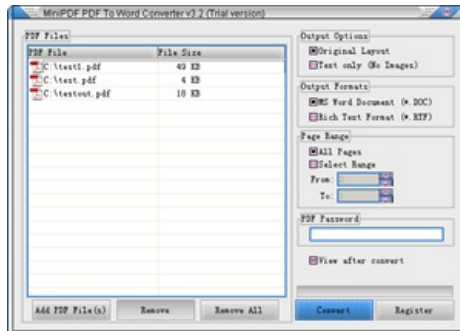 MiniPDF PDF To Word Converter v3.2 (Trial version)
PDF Files
PDF File File Size
C:\test1.pdf 49 KB
C:\test.pdf 4 KB
C:\testout.pdf 18 KB
Add PDF File(s) Remove Remove All
Output Options
Original Layout
Text only (No Images)
Output Formats
MS Word Document (*.DOC)
Rich Text Format (*.RTF)
Page Range
All Pages
Select Range
From:
To:
PDF Password
View after convert
Convert Register